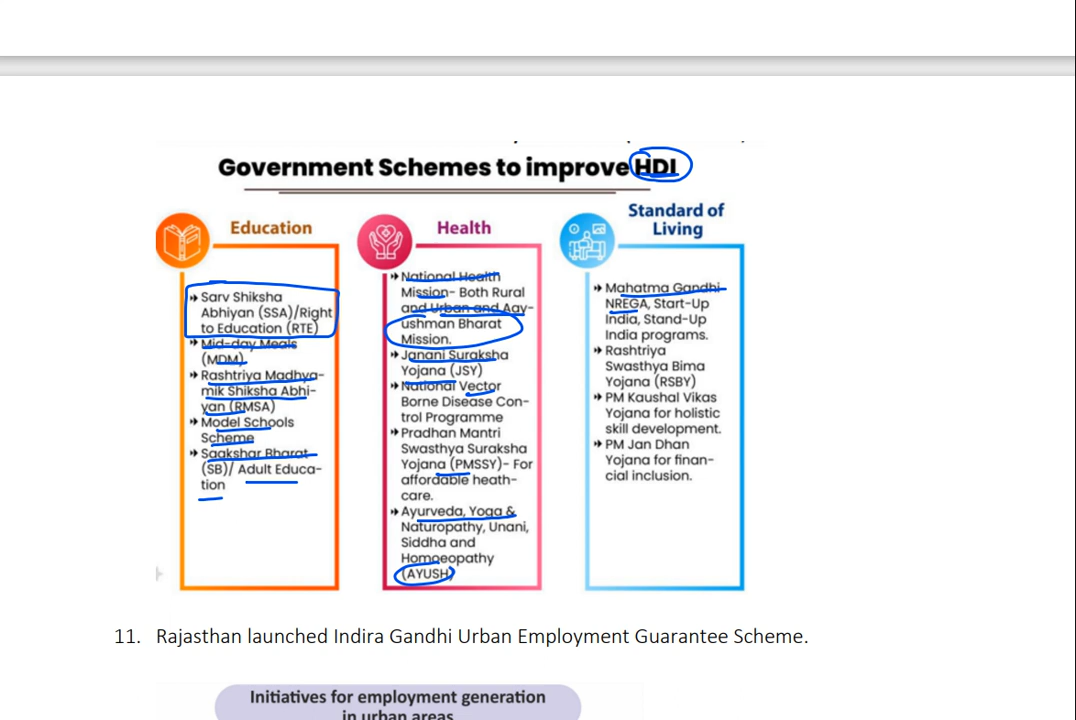 Government Schemes to improve HDI
Education
Sarv Shiksha
Abhiyan (SSA)/Right
to Education (RTE)
Mid-day Meals
(MDM)
Rashtriya Madhya-
mik Shiksha Abhi-
yan (RMSA)
Model Schools
Scheme
Saakshar Bharat
(SB)/ Adult Educa-
tion
Health
National Health
Mission- Both Rural
and Urban and Aay-
ushman Bharat
Mission.
Janani Suraksha
Yojana (JSY)
National Vector
Borne Disease Con-
trol Programme
Pradhan Mantri
Swasthya Suraksha
Yojana (PMSSY)- For
affordable heath-
care.
Ayurveda, Yoga &
Naturopathy, Unani,
Siddha and
Homoeopathy
(AYUSH)
Standard of
Living
Mahatma Gandhi
NREGA, Start-Up
India, Stand-Up
India programs.
Rashtriya
Swasthya Bima
Yojana (RSBY)
PM Kaushal Vikas
Yojana for holistic
skill development.
PM Jan Dhan
Yojana for finan-
cial inclusion.
11. Rajasthan launched Indira Gandhi Urban Employment Guarantee Scheme.
Initiatives for employment generation
in urban areas